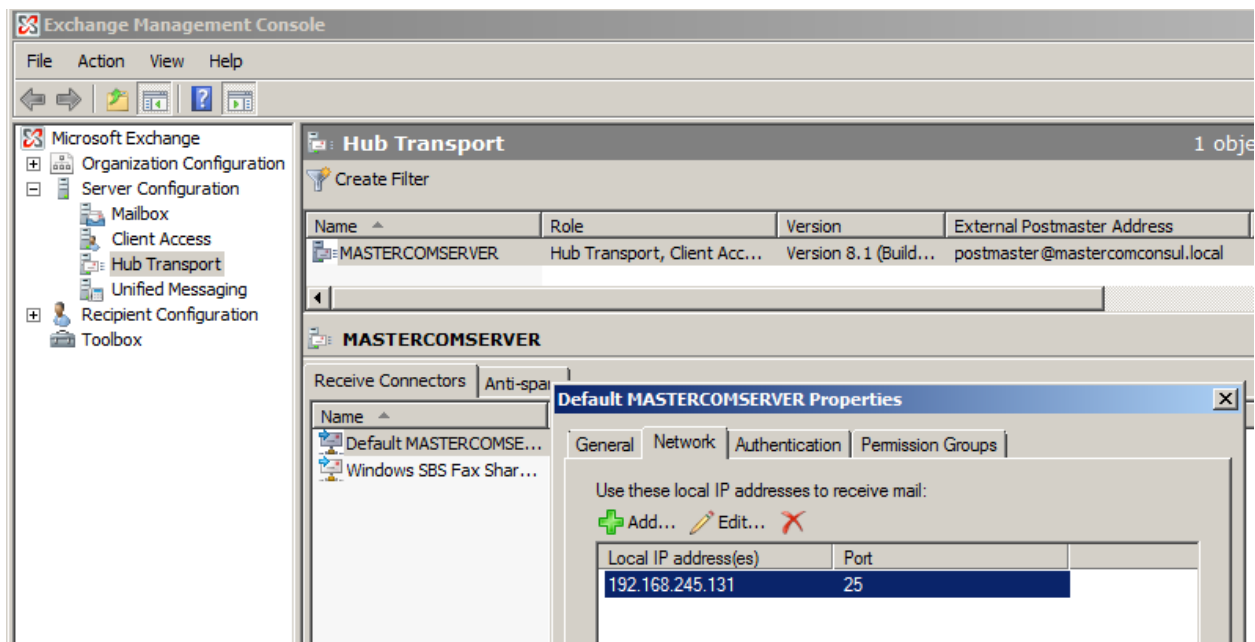 Exchange Management Console
File Action View Help
Microsoft Exchange
Organization Configuration
Server Configuration
Mailbox
Client Access
Hub Transport
Unified Messaging
Recipient Configuration
Toolbox
Hub Transport 1 obje
Create Filter
Name Role Version External Postmaster Address
MASTERCOMSERVER Hub Transport, Client Acc... Version 8.1 (Build... postmaster@mastercomconsul.local
MASTERCOMSERVER
Receive Connectors Anti-spa
Name
Default MASTERCOMSE...
Windows SBS Fax Shar...
Default MASTERCOMSERVER Properties
General Network Authentication Permission Groups
Use these local IP addresses to receive mail:
Add... Edit...
Local IP address(es) Port
192.168.245.131 25